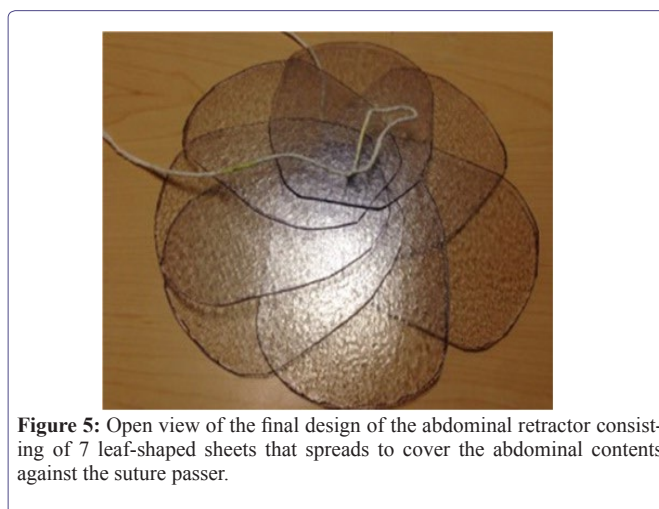 Figure 5: Open view of the final design of the abdominal retractor consist-
ing of 7 leaf-shaped sheets that spreads to cover the abdominal contents
against the suture passer.